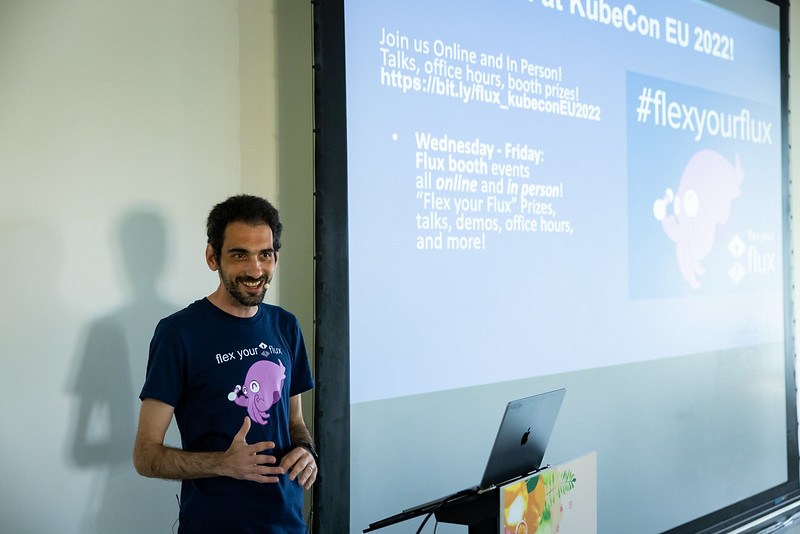 at KubeCon EU 2022!
Join us Online and In Person!
Talks, office hours, booth prizes!
https://bit.ly/flux_kubeconEU2022
• Wednesday - Friday:
Flux booth events
all online and in person!
"Flex your Flux" Prizes,
talks, demos, office hours,
and more!
#flexyourflux
flex your
flux
flex your flux